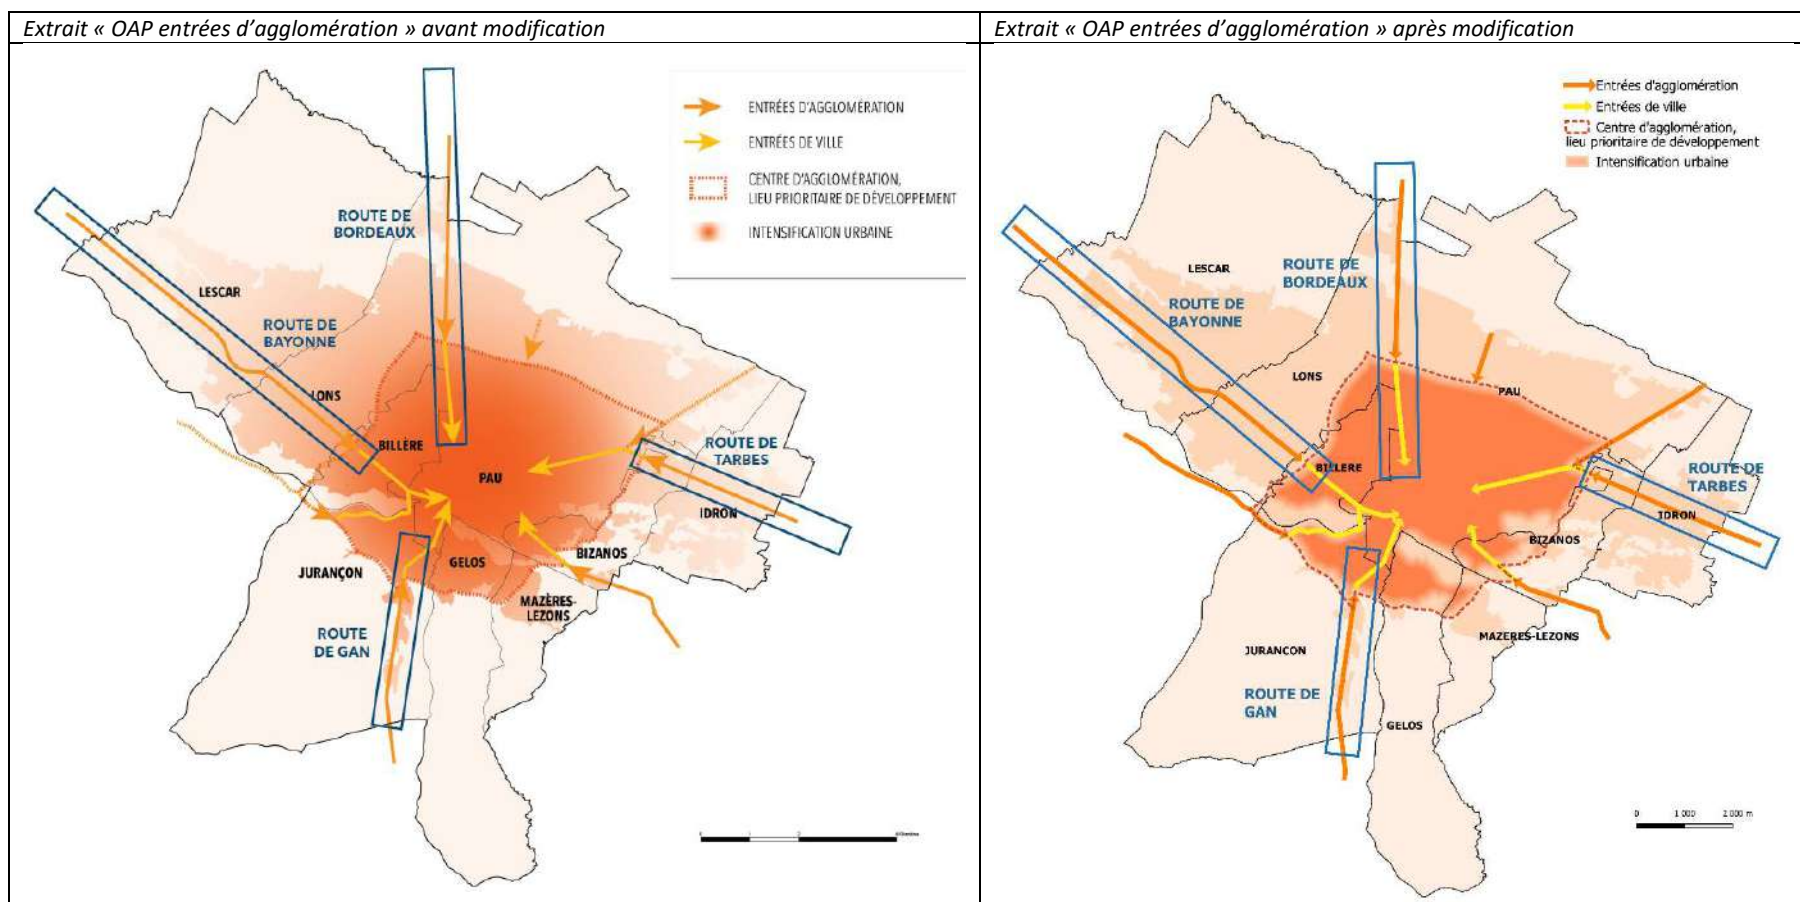 Extrait « OAP entrées d’agglomération » avant modification
ENTRÉES D'AGGLOMÉRATION
ENTRÉES DE VILLE
CENTRE D'AGGLOMÉRATION,
LIEU PRIORITAIRE DE DÉVELOPPEMENT
INTENSIFICATION URBAINE
ROUTE DE
BORDEAUX
LESCAR
ROUTE DE
BAYONNE
LONS
BILLÈRE
PAU
ROUTE DE
TARBES
IDRON
BIZANOS
GELOS
JURANÇON
MAZÈRES-
LEZONS
ROUTE
DE GAN
Extrait « OAP entrées d’agglomération » après modification
Entrées d'agglomération
Entrées de ville
Centre d'agglomération,
lieu prioritaire de développement
Intensification urbaine
LESCAR
ROUTE DE
BORDEAUX
ROUTE DE
BAYONNE
LONS
PAU
BILLERE
ROUTE DE
TARBES
IDRON
BIZANOS
MAZERES-LEZONS
JURANCON
ROUTE DE
GAN
GELOS
0 1 000 2 000 m